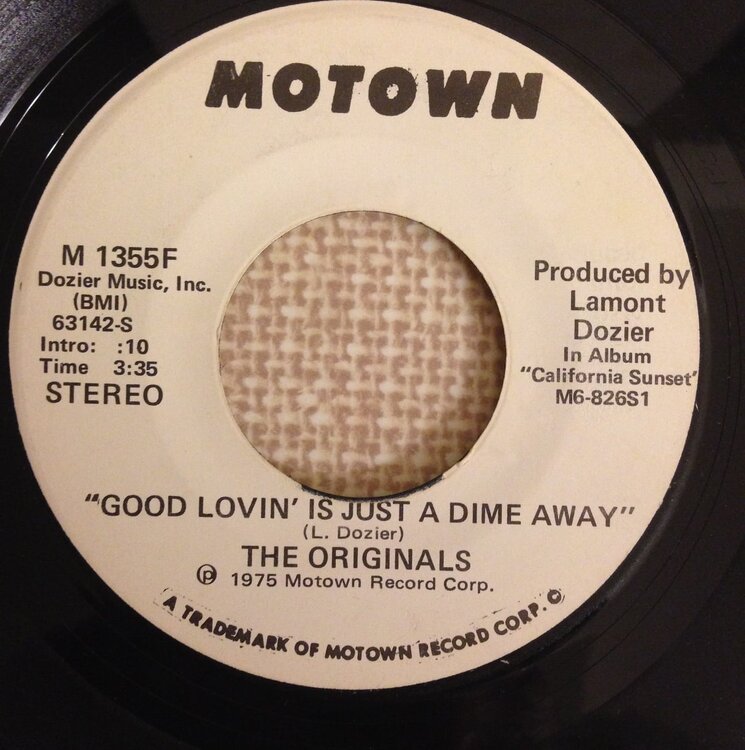 MOTOWN
M 1355F
Dozier Music, Inc.
(BMI)
63142-S
Intro: :10
Time 3:35
STEREO
Produced by
Lamont
Dozier
In Album
"California Sunset"
M6-826S1
"GOOD LOVIN' IS JUST A DIME AWAY"
(L. Dozier)
THE ORIGINALS
℗ 1975 Motown Record Corp.
A TRADEMARK OF MOTOWN RECORD CORP. ©